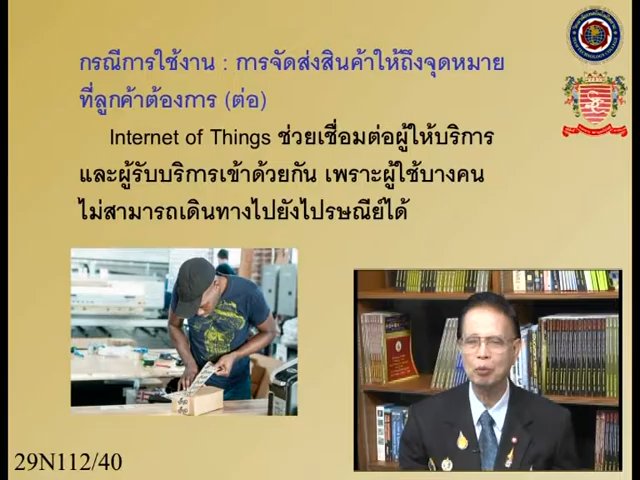 กรณีการใช้งาน : การจัดส่งสินค้าให้ถึงจุดหมาย
ที่ลูกค้าต้องการ (ต่อ)
Internet of Things ช่วยเชื่อมต่อผู้ให้บริการ
และผู้รับบริการเข้าด้วยกัน เพราะผู้ใช้บางคน
ไม่สามารถเดินทางไปยังไปรษณีย์ได้
29N112/40